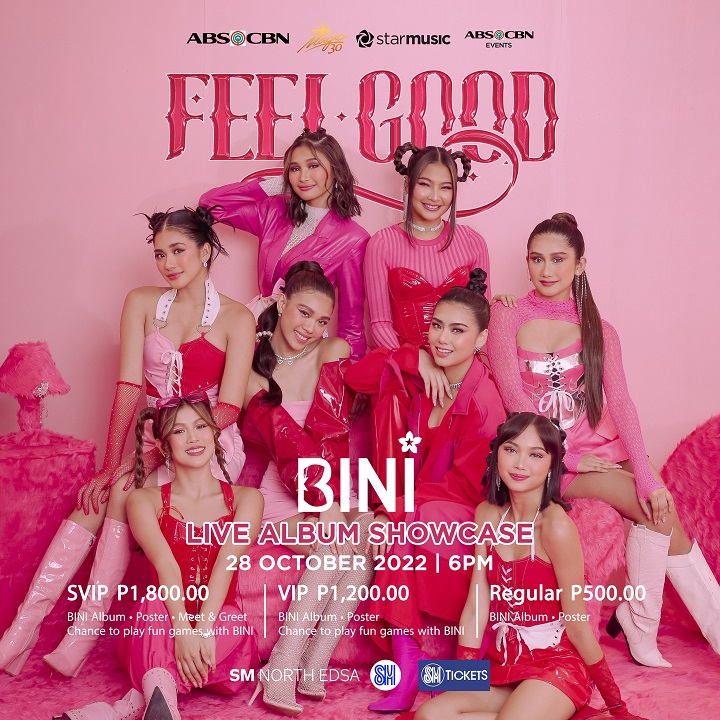 ABS CBN
30
starmusic
ABS CBN
EVENTS
FEEL GOOD
BINI
LIVE ALBUM SHOWCASE
28 OCTOBER 2022 | 6PM
SVIP P1,800.00
BINI Album • Poster • Meet & Greet
Chance to play fun games with BINI
VIP P1,200.00
BINI Album • Poster
Chance to play fun games with BINI
Regular P500.00
BINI Album • Poster
SM NORTH EDSA
SM
SM TICKETS